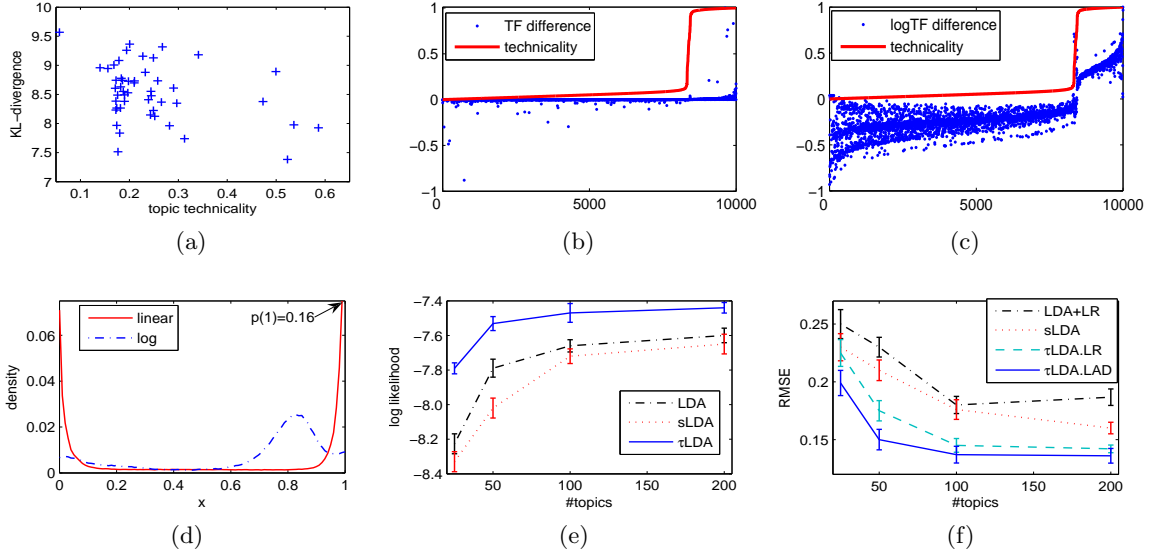 10
9.5
9
8.5
8
7.5
7
KL−divergence
0.1 0.2 0.3 0.4 0.5 0.6
topic technicality
(a)
1
0.5
0
−0.5
−1
TF difference
technicality
0 5000 10000
(b)
1
0.5
0
−0.5
−1
logTF difference
technicality
0 5000 10000
(c)
0.06
0.04
0.02
0
density
linear
log
p(1)=0.16
0 0.2 0.4 0.6 0.8 1
x
(d)
−7.4
−7.6
−7.8
−8.0
−8.2
−8.4
log likelihood
LDA
sLDA
τLDA
50 100 150 200
#topics
(e)
0.25
0.2
0.15
RMSE
LDA+LR
sLDA
τLDA.LR
τLDA.LAD
50 100 150 200
#topics
(f)